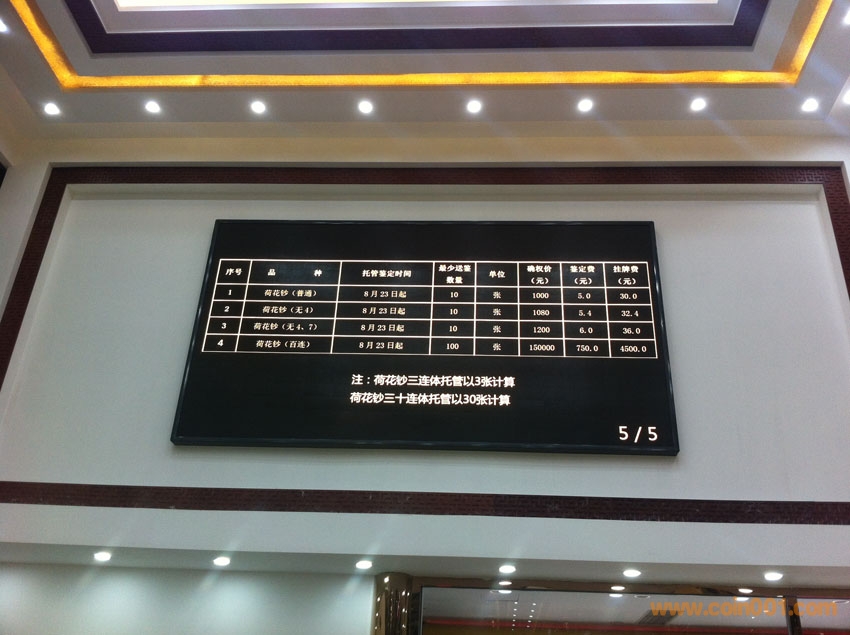 序号 品 种 托管鉴定时间 最少送鉴数量 单位 确权价(元) 鉴定费(元) 挂牌费(元)
1 荷花钞(普通) 8月23日起 10 张 1000 5.0 30.0
2 荷花钞(无4) 8月23日起 10 张 1080 5.4 32.4
3 荷花钞(无4、7) 8月23日起 10 张 1200 6.0 36.0
4 荷花钞(百连) 8月23日起 100 张 150000 750.0 4500.0
注:荷花钞三连体托管以3张计算
荷花钞三十连体托管以30张计算
5/5
www.coin001.com